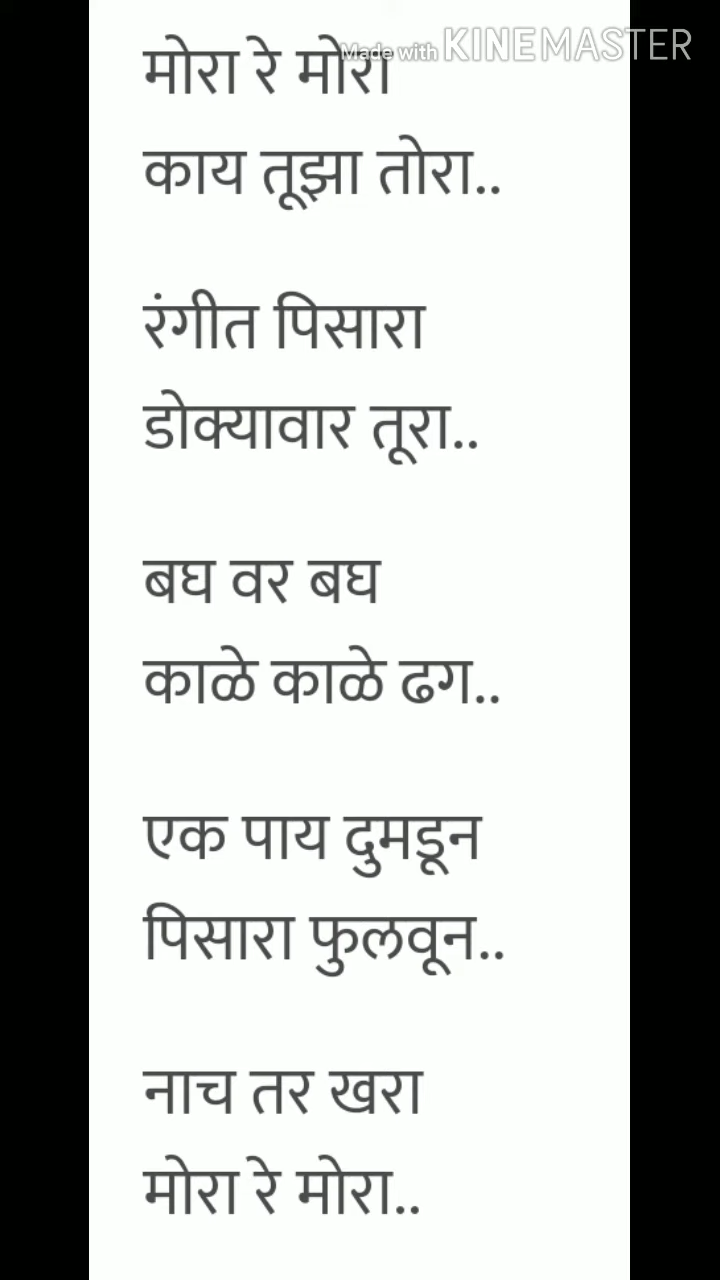 Made with KINEMASTER
मोरा रे मोरा
काय तूझा तोरा..
रंगीत पिसारा
डोक्यावार तूरा..
बघ वर बघ
काळे काळे ढग..
एक पाय दुमडून
पिसारा फुलवून..
नाच तर खरा
मोरा रे मोरा..